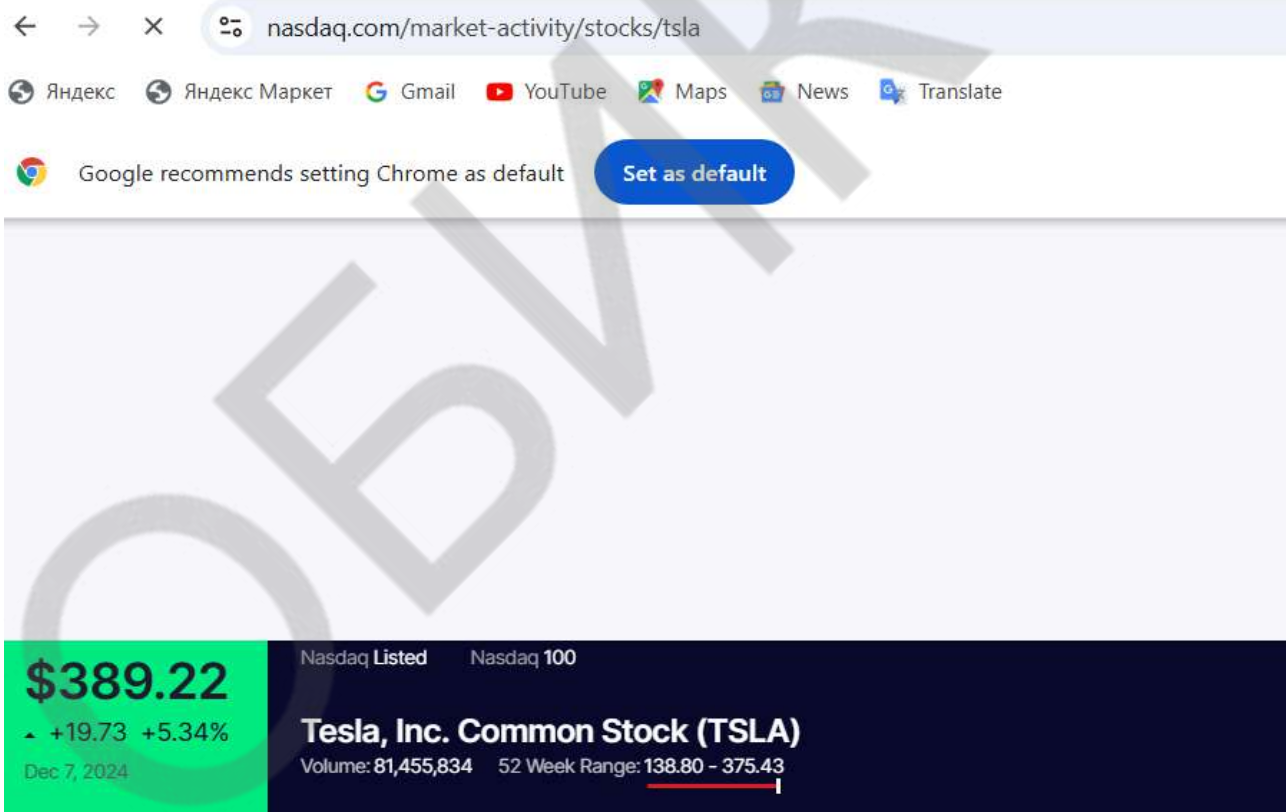 nasdaq.com/market-activity/stocks/tsla
Яндекс Яндекс Маркет Gmail YouTube Maps News Translate
Google recommends setting Chrome as default Set as default
ОБИК
$389.22
+19.73 +5.34%
Dec 7, 2024
Nasdaq Listed Nasdaq 100
Tesla, Inc. Common Stock (TSLA)
Volume: 81,455,834 52 Week Range: 138.80 - 375.43